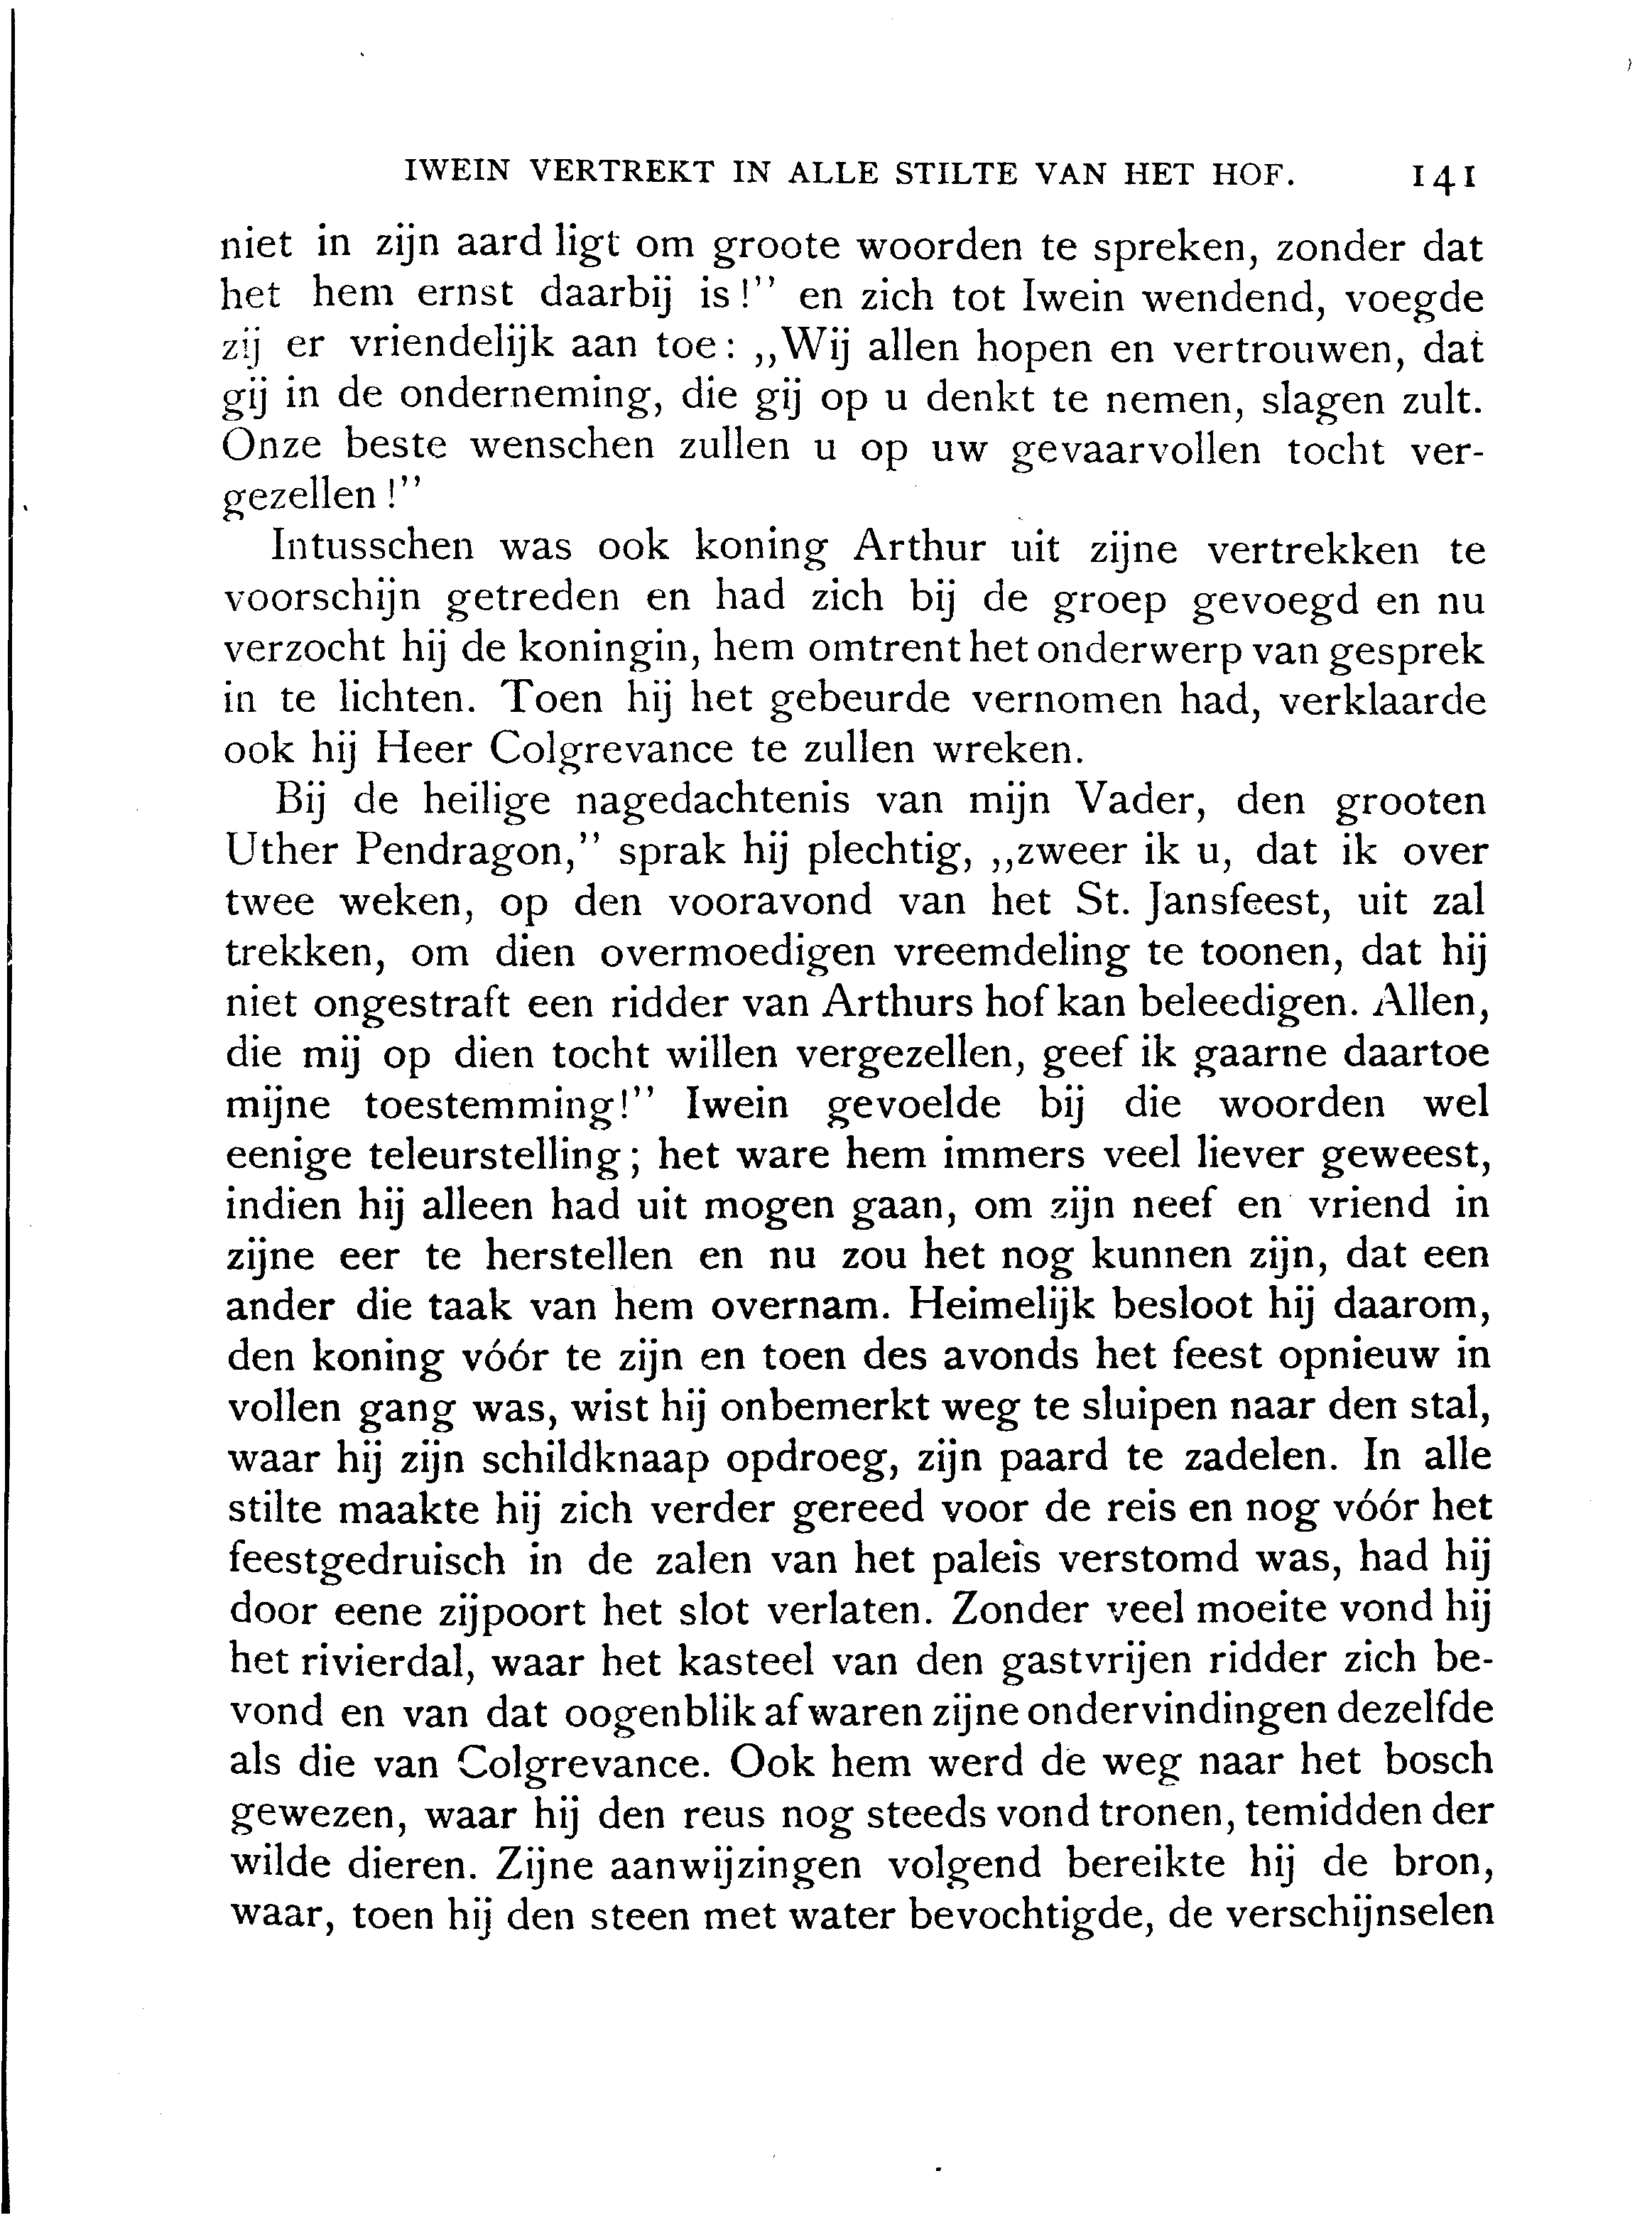 IWEIN VERTREKT IN ALLE STILTE VAN HET HOF. 141
niet in zijn aard ligt om groote woorden te spreken, zonder dat
het hem ernst daarbij is!” en zich tot Iwein wendend, voegde
zij er vriendelijk aan toe: „Wij allen hopen en vertrouwen, dat
gij in de onderneming, die gij op u denkt te nemen, slagen zult.
Onze beste wenschen zullen u op uw gevaarvollen tocht ver-
gezellen!”
Intusschen was ook koning Arthur uit zijne vertrekken te
voorschijn getreden en had zich bij de groep gevoegd en nu
verzocht hij de koningin, hem omtrent het onderwerp van gesprek
in te lichten. Toen hij het gebeurde vernomen had, verklaarde
ook hij Heer Colgrevance te zullen wreken.
Bij de heilige nagedachtenis van mijn Vader, den grooten
Uther Pendragon,” sprak hij plechtig, „zweer ik u, dat ik over
twee weken, op den vooravond van het St. Jansfeest, uit zal
trekken, om dien overmoedigen vreemdeling te toonen, dat hij
niet ongestraft een ridder van Arthurs hof kan beleedigen. Allen,
die mij op dien tocht willen vergezellen, geef ik gaarne daartoe
mijne toestemming!” Iwein gevoelde bij die woorden wel
eenige teleurstelling; het ware hem immers veel liever geweest,
indien hij alleen had uit mogen gaan, om zijn neef en vriend in
zijne eer te herstellen en nu zou het nog kunnen zijn, dat een
ander die taak van hem overnam. Heimelijk besloot hij daarom,
den koning vóór te zijn en toen des avonds het feest opnieuw in
vollen gang was, wist hij onbemerkt weg te sluipen naar den stal,
waar hij zijn schildknaap opdroeg, zijn paard te zadelen. In alle
stilte maakte hij zich verder gereed voor de reis en nog vóór het
feestgedruisch in de zalen van het paleis verstomd was, had hij
door eene zijpoort het slot verlaten. Zonder veel moeite vond hij
het rivierdal, waar het kasteel van den gastvrijen ridder zich be-
vond en van dat oogenblik af waren zijne ondervindingen dezelfde
als die van Colgrevance. Ook hem werd de weg naar het bosch
gewezen, waar hij den reus nog steeds vond tronen, temidden der
wilde dieren. Zijne aanwijzingen volgend bereikte hij de bron,
waar, toen hij den steen met water bevochtigde, de verschijnselen